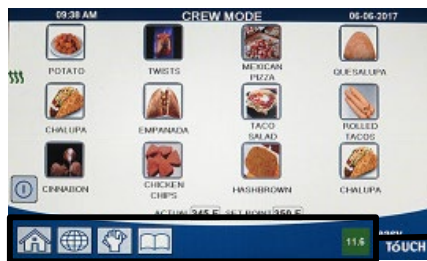 09:38 AM CREW MODE 06-06-2017
POTATO TWISTS MEXICAN PIZZA QUESALUPA
CHALUPA EMPANADA TACO SALAD ROLLED TACOS
CINNABON CHICKEN CHIPS HASHBROWN CHALUPA
ACTUAL 345 F SET POINT 350 F
11.6
TOUCH